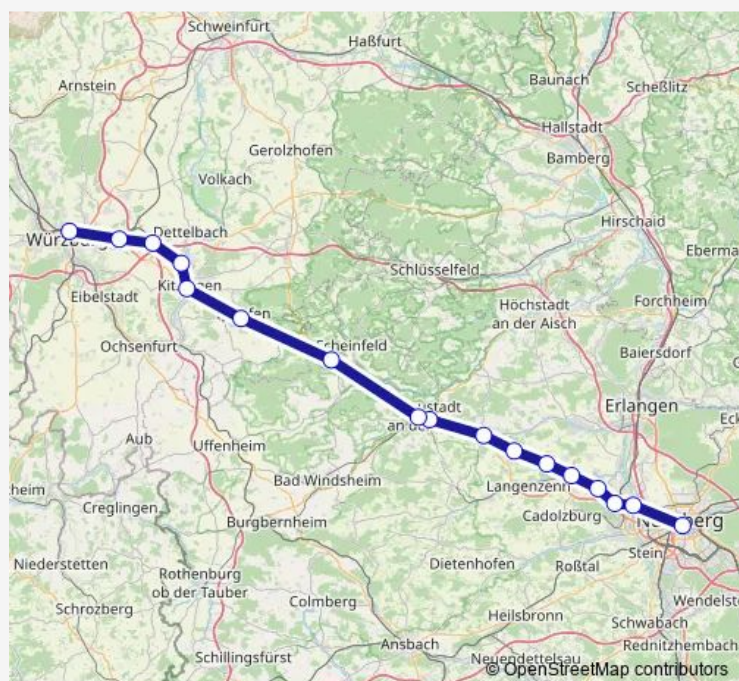 Schweinfurt
Haßfurt
Arnstein
Baunach
Scheßlitz
Hallstadt
Gerolzhofen
Bamberg
Volkach
Hirschaid
Dettelbach
Schlüsselfeld
Eibelstadt
Forchheim
Höchstadt
an der Aisch
Ochsenfurt
Scheinfeld
Baiersdorf
Erlangen
Aub
Uffenheim
Bad Windsheim
Langenzenn
Creglingen
Cadolzburg
Burgbernheim
Stein
Niederstetten
Dietenhofen
Roßtal
Rothenburg
ob der Tauber
Colmberg
Schrozberg
Heilsbronn
Schwabach
Ansbach
Rednitzhembach
Schillingsfürst
Neuendettelsau
© OpenStreetMap contributors